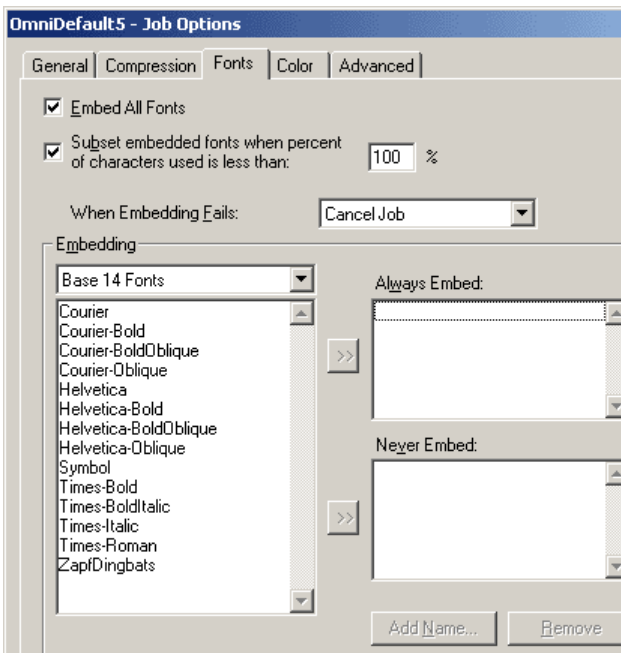 OmniDefault5 - Job Options
General Compression Fonts Color Advanced
Embed All Fonts
Subset embedded fonts when percent
of characters used is less than:
100 %
When Embedding Fails: Cancel Job
Embedding
Base 14 Fonts
Courier
Courier-Bold
Courier-BoldOblique
Courier-Oblique
Helvetica
Helvetica-Bold
Helvetica-BoldOblique
Helvetica-Oblique
Symbol
Times-Bold
Times-BoldItalic
Times-Italic
Times-Roman
ZapfDingbats
>>
>>
Always Embed:
Never Embed:
Add Name... Remove